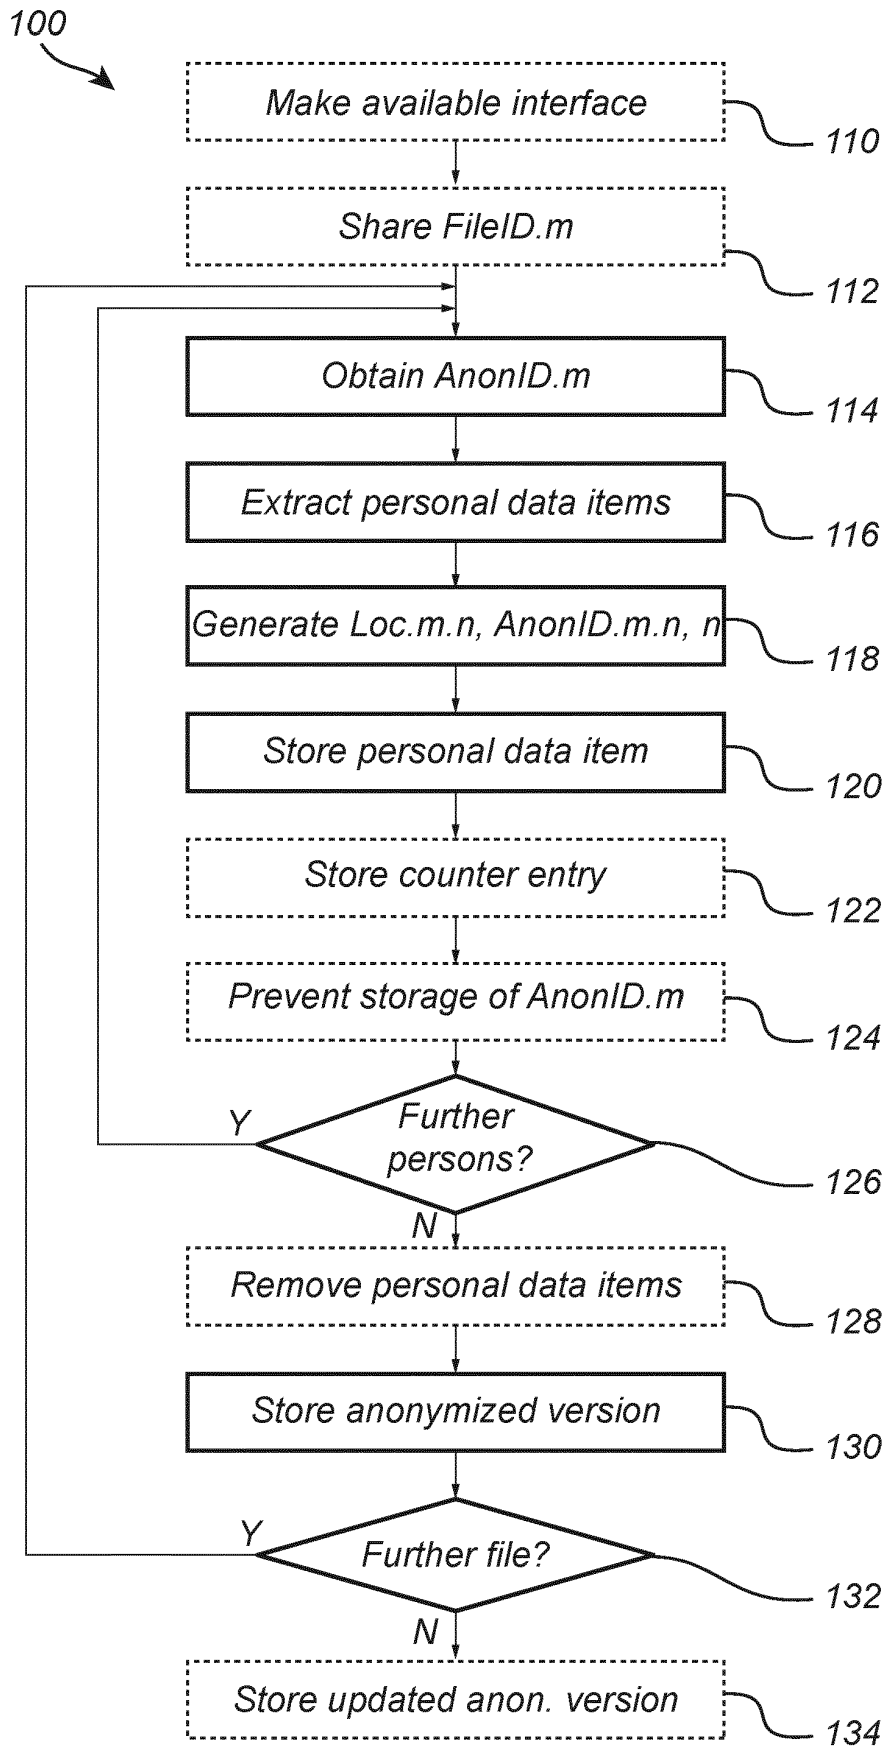 100
Make available interface
110
Share FileID.m
112
Obtain AnonID.m
114
Extract personal data items
116
Generate Loc.m.n, AnonID.m.n, n
118
Store personal data item
120
Store counter entry
122
Prevent storage of AnonID.m
124
Y
Further
persons?
126
N
Remove personal data items
128
Store anonymized version
130
Y
Further file?
132
N
Store updated anon. version
134